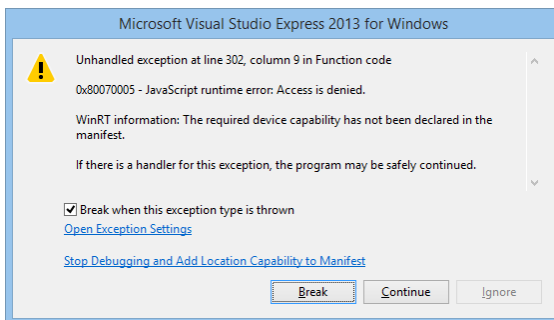 Microsoft Visual Studio Express 2013 for Windows
Unhandled exception at line 302, column 9 in Function code
0x80070005 - JavaScript runtime error: Access is denied.
WinRT information: The required device capability has not been declared in the
manifest.
If there is a handler for this exception, the program may be safely continued.
Break when this exception type is thrown
Open Exception Settings
Stop Debugging and Add Location Capability to Manifest
Break Continue Ignore